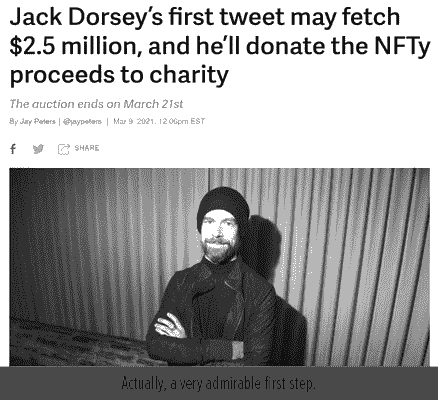 Jack Dorsey's first tweet may fetch
$2.5 million, and he'll donate the NFTy
proceeds to charity
The auction ends on March 21st
By Jay Peters | @jaypeters | Mar 9, 2021, 12:06pm EST
f SHARE
Actually, a very admirable first step.